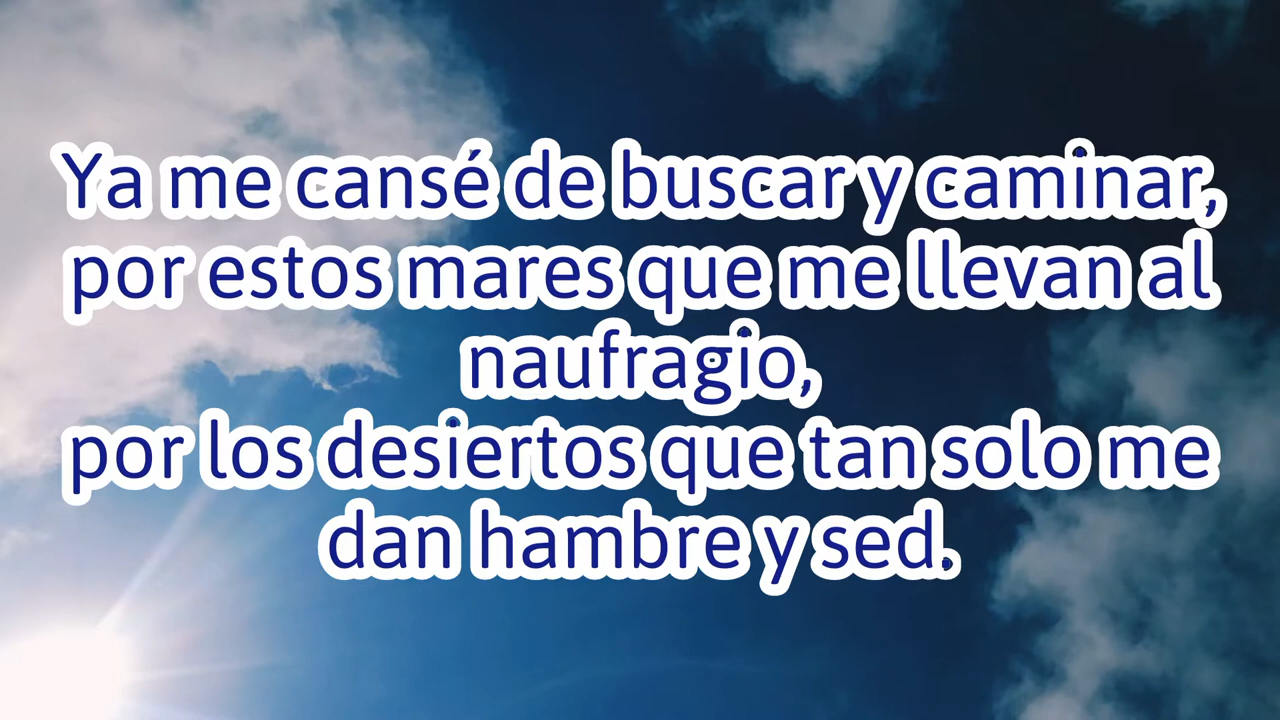 Ya me cansé de buscar y caminar,
por estos mares que me llevan al
naufragio,
por los desiertos que tan solo me
dan hambre y sed.